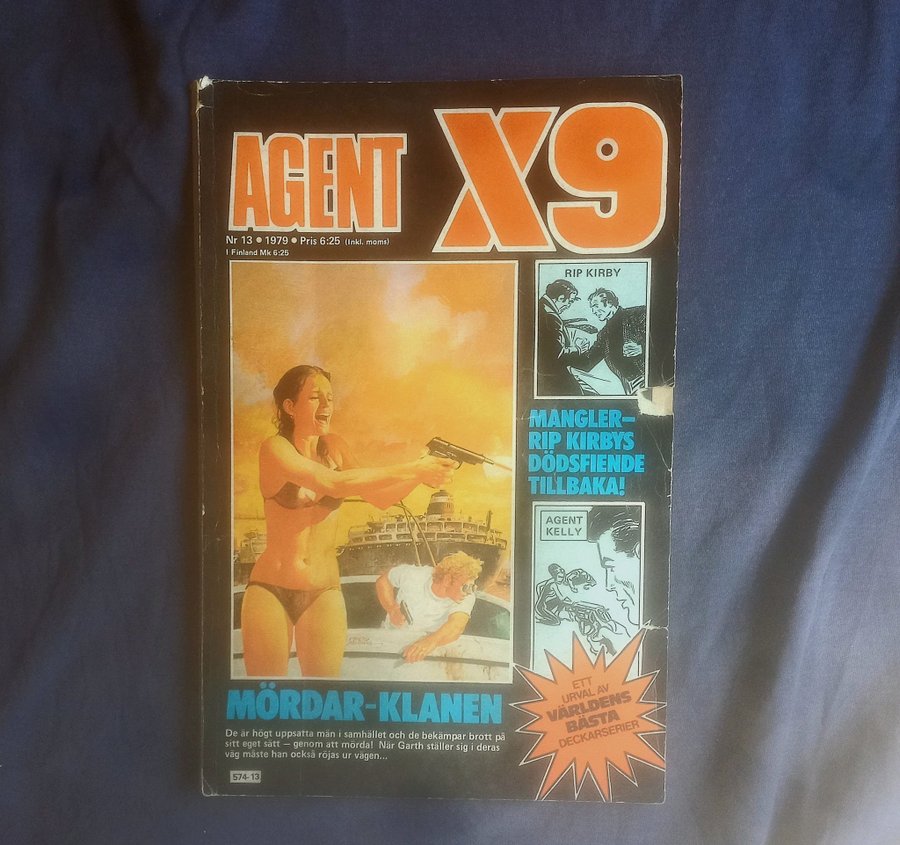 AGENT X9
Nr 13 ● 1979 ● Pris 6:25 (Inkl. moms)
I Finland Mk 6:25
RIP KIRBY
MANGLER–
RIP KIRBYS
DÖDSFIENDE
TILLBAKA!
AGENT
KELLY
MÖRDAR-KLANEN
De är högt uppsatta män i samhället och de bekämpar brott på
sitt eget sätt – genom att mörda! När Garth ställer sig i deras
väg måste han också röjas ur vägen...
574-13
ETT
URVAL AV
VÄRLDENS
BÄSTA
DECKARSERIER